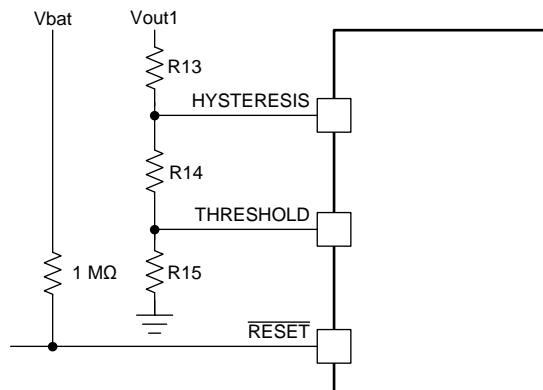 Vbat
Vout1
R13
HYSTERESIS
R14
THRESHOLD
1 MΩ
R15
RESET